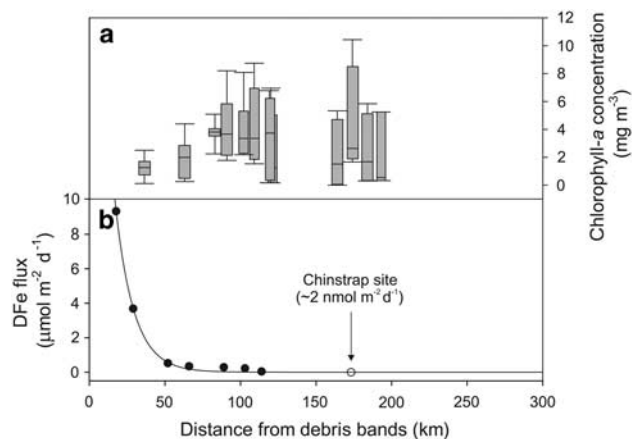 a
12
10
8
6
4
2
0
Chlorophyll-a concentration
(mg m⁻³)
b
10
8
6
4
2
0
DFe flux
(μmol m⁻² d⁻¹)
Chinstrap site
(~2 nmol m⁻² d⁻¹)
0 50 100 150 200 250 300
Distance from debris bands (km)